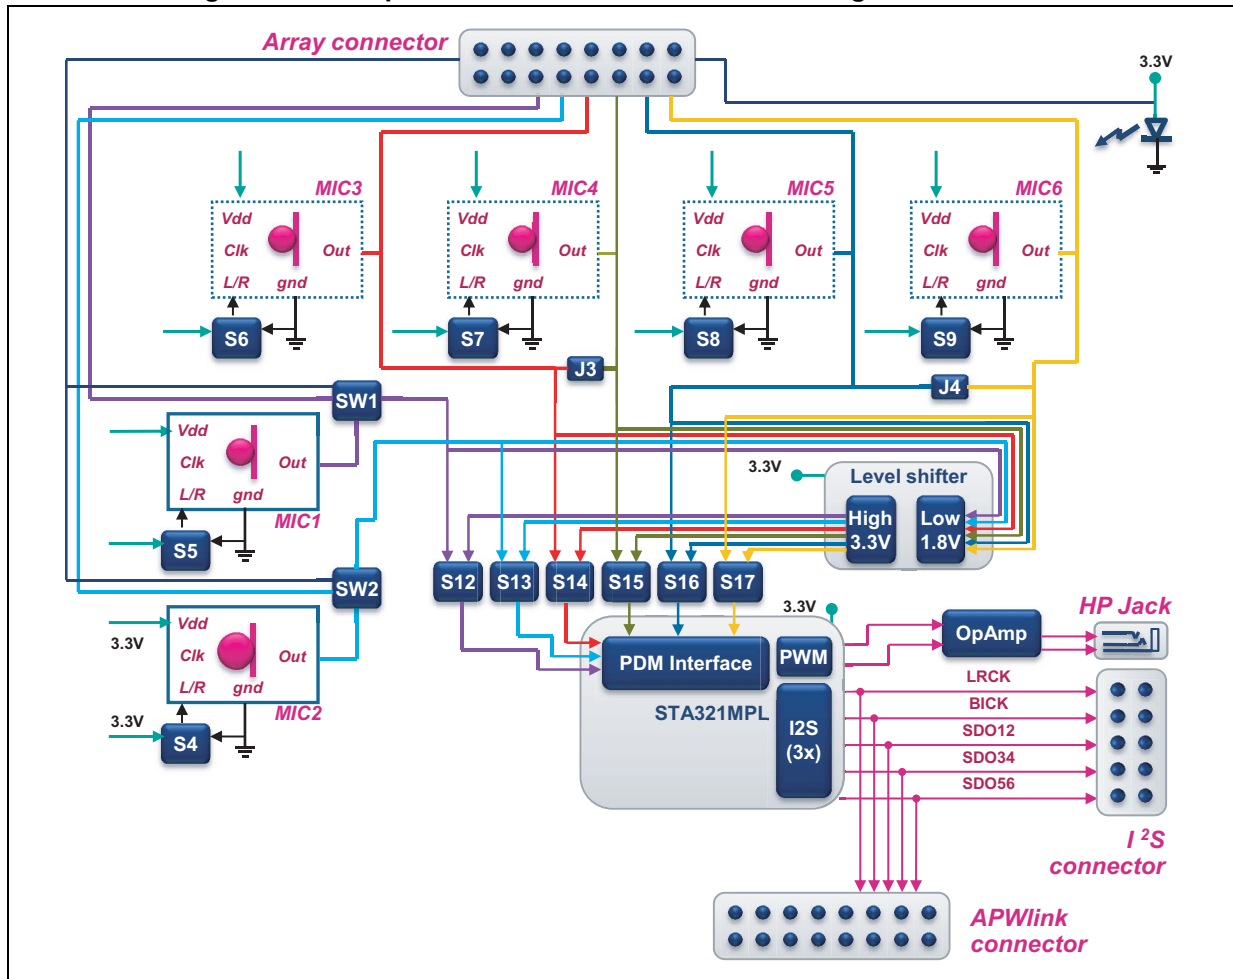 Array connector
3.3V
MIC3
MIC4
MIC5
MIC6
Vdd
Clk
Out
L/R
gnd
Vdd
Clk
Out
L/R
gnd
Vdd
Clk
Out
L/R
gnd
Vdd
Clk
Out
L/R
gnd
S6
S7
S8
S9
J3
J4
SW1
Vdd
Clk
Out
L/R
gnd
MIC1
S5
3.3V
Level shifter
High
3.3V
Low
1.8V
SW2
S12
S13
S14
S15
S16
S17
3.3V
Vdd
3.3V
Clk
Out
L/R
gnd
MIC2
3.3V
S4
PDM Interface
PWM
STA321MPL
I2S
(3x)
OpAmp
HP Jack
LRCK
BICK
SDO12
SDO34
SDO56
I ²S
connector
APWlink
connector